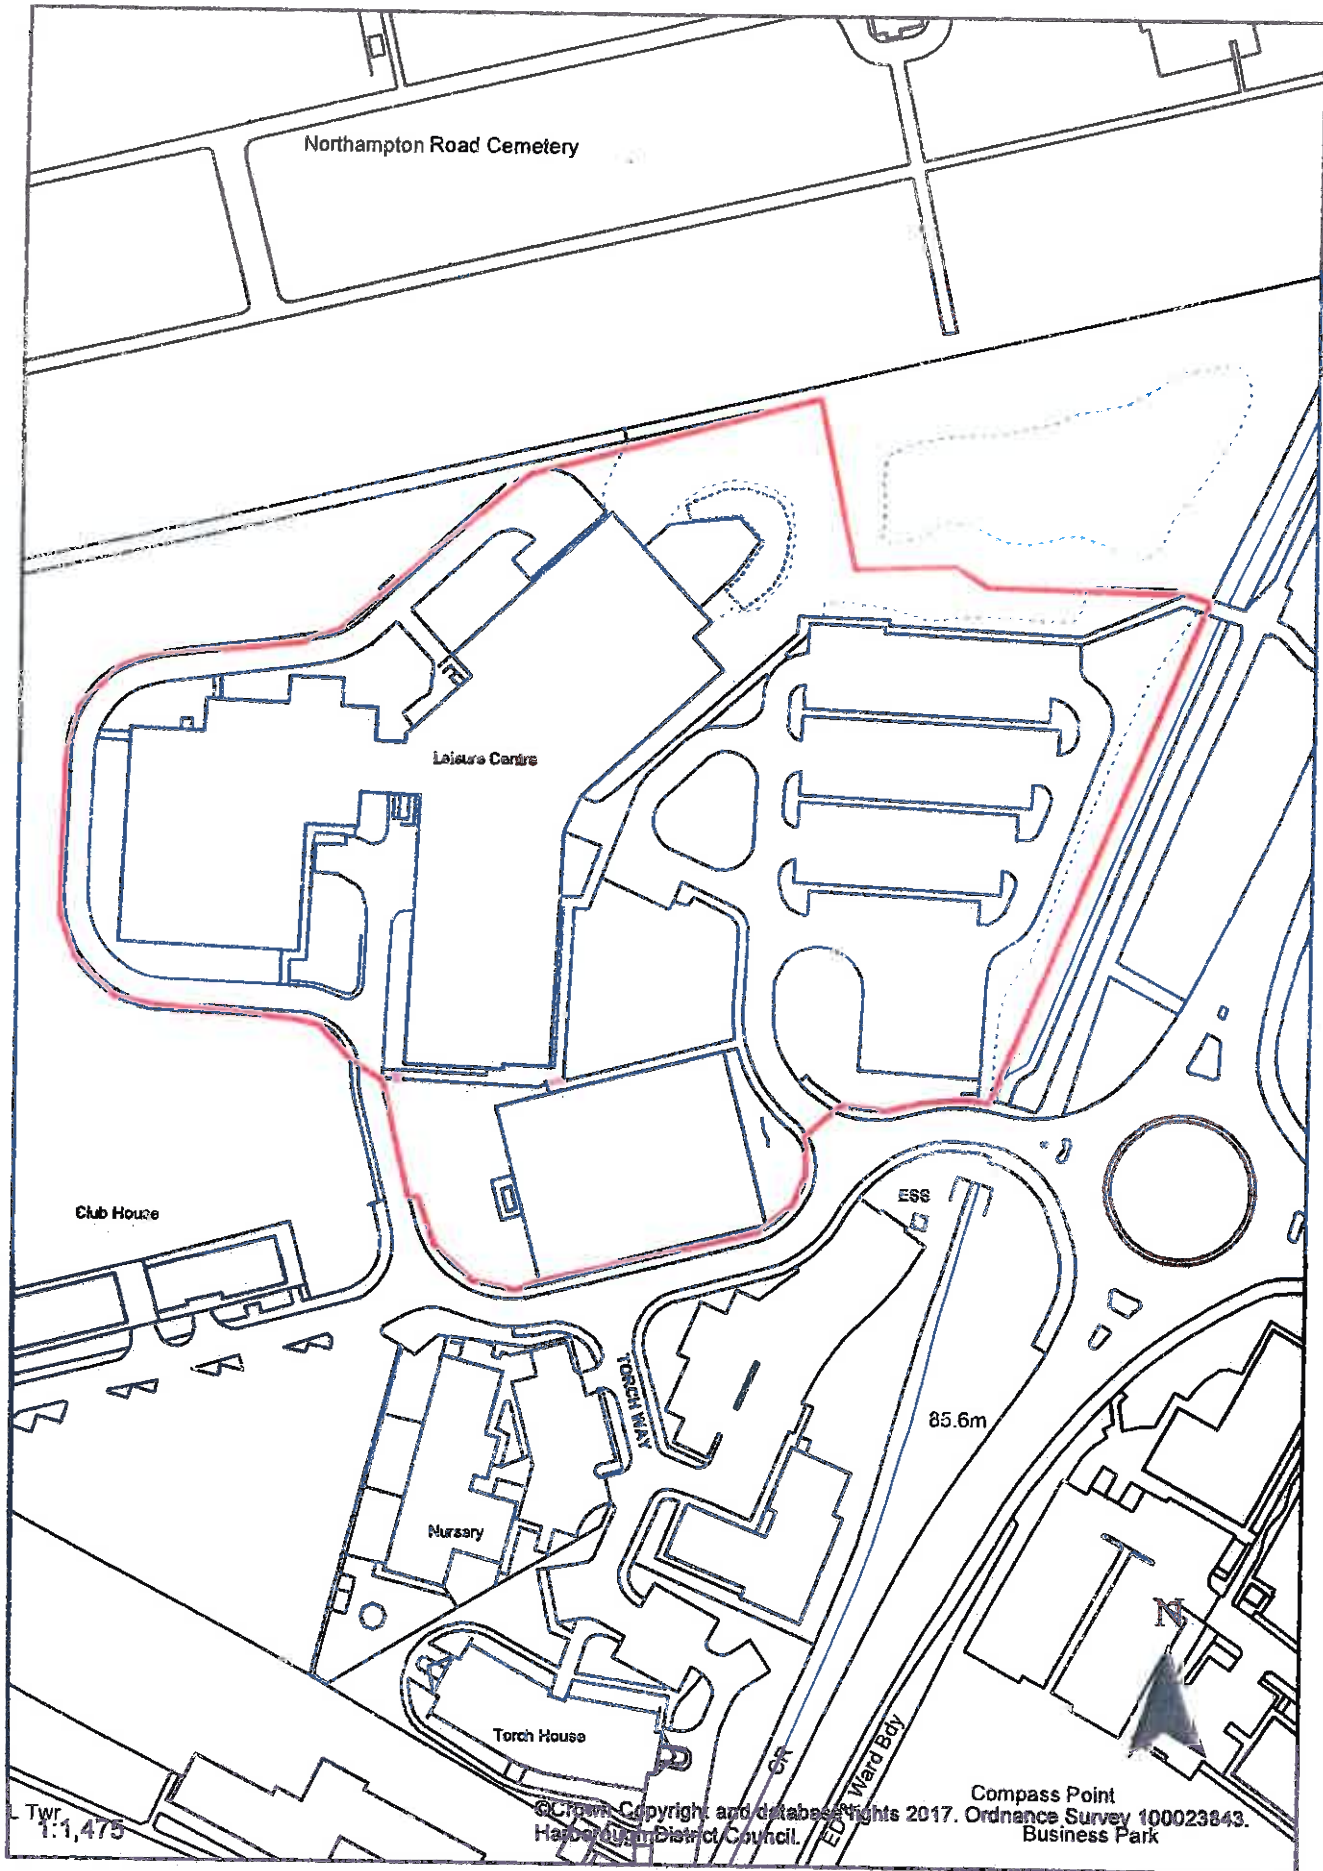 Northampton Road Cemetery
Leisure Centre
Club House
ESS
TORCH WAY
85.6m
Nursery
N
Torch House
CR
ED & Ward Bdy
Compass Point
Business Park
L Twr
1:1,475
©Crown Copyright and database rights 2017. Ordnance Survey 100023843.
Harborough District Council.